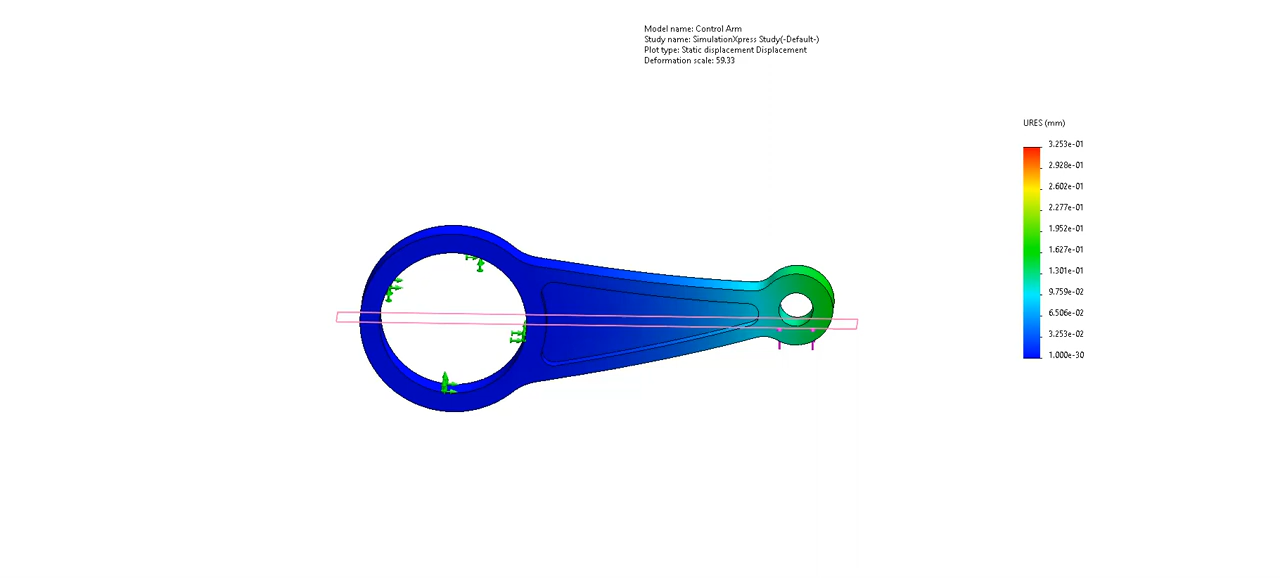 Model name: Control Arm
Study name: SimulationXpress Study(-Default-)
Plot type: Static displacement Displacement
Deformation scale: 59.33
URES (mm)
3.253e-01
2.928e-01
2.602e-01
2.277e-01
1.952e-01
1.627e-01
1.301e-01
9.759e-02
6.506e-02
3.253e-02
1.000e-30